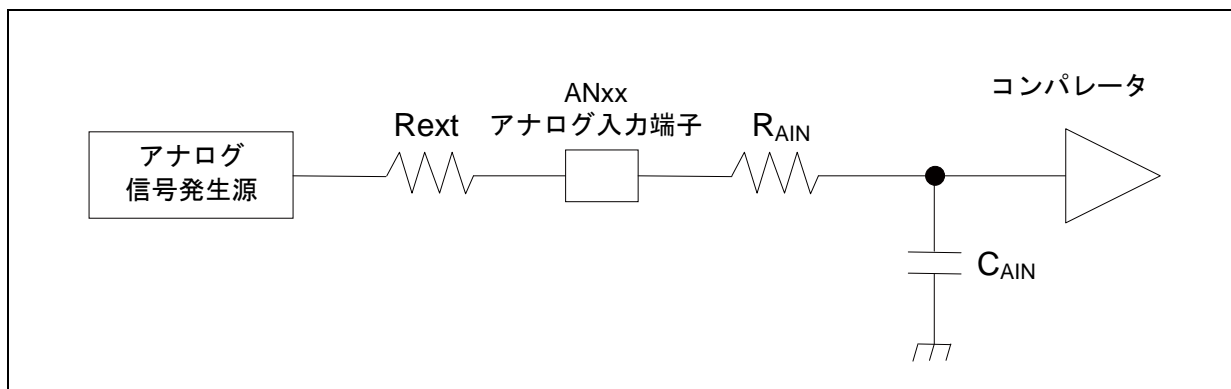 コンパレータ
ANxx
アナログ入力端子
Rext
RAIN
アナログ
信号発生源
CAIN